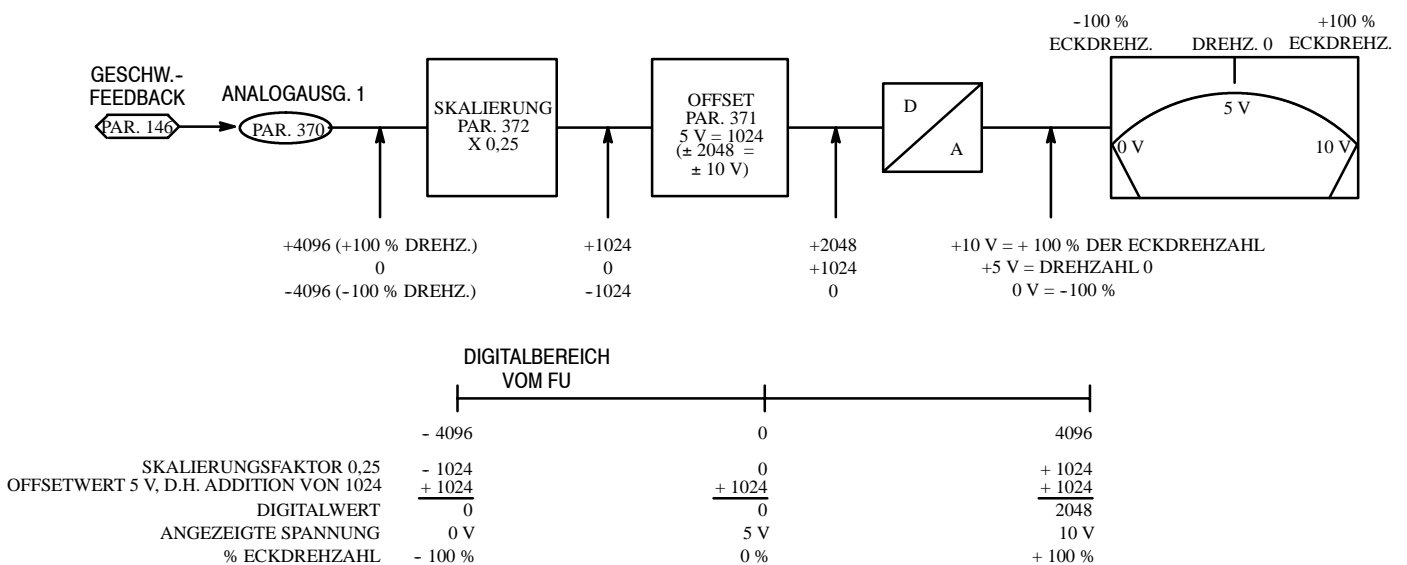 -100 %
ECKDREHZ.
DREHZ. 0
+100 %
ECKDREHZ.
GESCHW.-
FEEDBACK
PAR. 146
ANALOGAUSG. 1
PAR. 370
SKALIERUNG
PAR. 372
X 0,25
OFFSET
PAR. 371
5 V = 1024
(± 2048 =
± 10 V)
D
A
0 V
5 V
10 V
+4096 (+100 % DREHZ.)
0
-4096 (-100 % DREHZ.)
+1024
0
-1024
+2048
+1024
0
+10 V = + 100 % DER ECKDREHZAHL
+5 V = DREHZAHL 0
0 V = -100 %
DIGITALBEREICH
VOM FU
- 4096 0 4096
SKALIERUNGSFAKTOR 0,25 - 1024 0 + 1024
OFFSETWERT 5 V, D.H. ADDITION VON 1024 + 1024 + 1024 + 1024
DIGITALWERT 0 0 2048
ANGEZEIGTE SPANNUNG 0 V 5 V 10 V
% ECKDREHZAHL - 100 % 0 % + 100 %